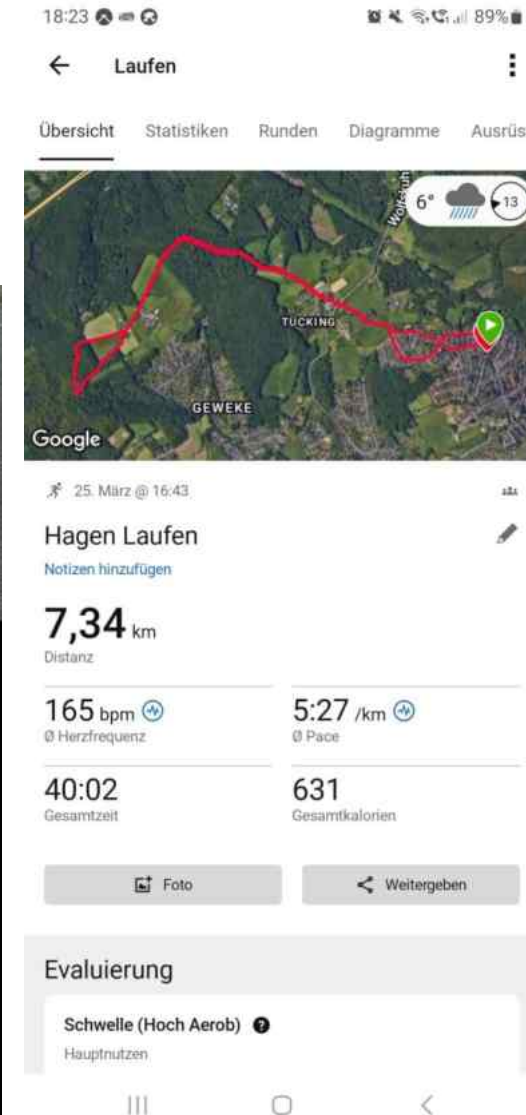 18:23
89%
Laufen
Übersicht Statistiken Runden Diagramme Ausrüs
6° 13
TÜCKING
GEWEKE
Google
25. März @ 16:43
Hagen Laufen
Notizen hinzufügen
7,34 km
Distanz
165 bpm 5:27 /km
Ø Herzfrequenz Ø Pace
40:02 631
Gesamtzeit Gesamtkalorien
Foto Weitergeben
Evaluierung
Schwelle (Hoch Aerob) ?
Hauptnutzen